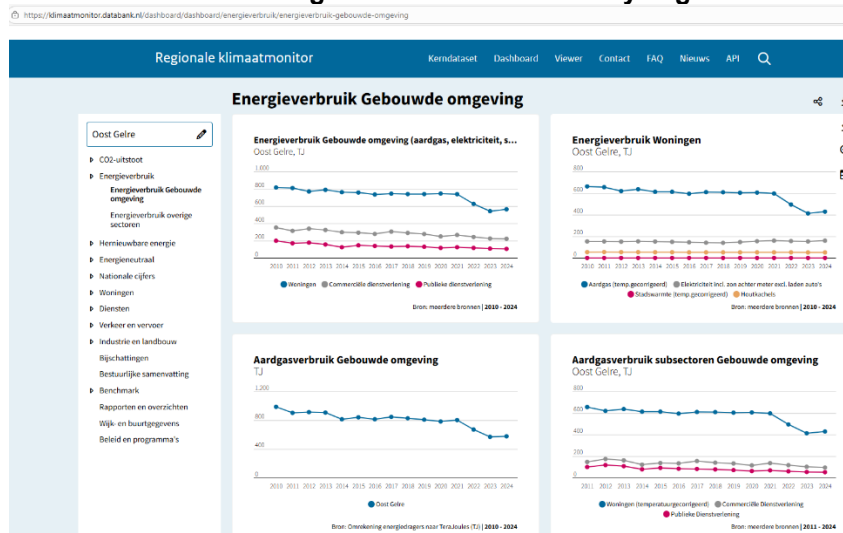 https://klimaatmonitor.databank.nl/dashboard/dashboard/energieverbruik/energieverbruik-gebouwde-omgeving
Regionale klimaatmonitor
Kerndataset Dashboard Viewer Contact FAQ Nieuws API
Energieverbruik Gebouwde omgeving
Oost Gelre
CO2-uitstoot
Energieverbruik
Energieverbruik Gebouwde
omgeving
Energieverbruik overige
sectoren
Hernieuwbare energie
Energieneutraal
Nationale cijfers
Woningen
Diensten
Verkeer en vervoer
Industrie en landbouw
Bijschattingen
Bestuurlijke samenvatting
Benchmark
Rapporten en overzichten
Wijk- en buurtgegevens
Beleid en programma's
Energieverbruik Gebouwde omgeving (aardgas, elektriciteit, s...
Oost Gelre, TJ
1.000
800
600
400
200
0
2010 2011 2012 2013 2014 2015 2016 2017 2018 2019 2020 2021 2022 2023 2024
Woningen Commerciële dienstverlening Publieke dienstverlening
Bron: meerdere bronnen | 2010 - 2024
Energieverbruik Woningen
Oost Gelre, TJ
800
600
400
200
0
2010 2011 2012 2013 2014 2015 2016 2017 2018 2019 2020 2021 2022 2023 2024
Aardgas (temp.gecorrigeerd) Elektriciteit incl. zon achter meter excl. laden auto's
Stadswarmte (temp.gecorrigeerd) Houtkachels
Bron: meerdere bronnen | 2010 - 2024
Aardgasverbruik Gebouwde omgeving
TJ
1.200
800
400
0
2010 2011 2012 2013 2014 2015 2016 2017 2018 2019 2020 2021 2022 2023 2024
Oost Gelre
Bron: Omrekening energiedragers naar TeraJoules (TJ) | 2010 - 2024
Aardgasverbruik subsectoren Gebouwde omgeving
Oost Gelre, TJ
800
600
400
200
0
2011 2012 2013 2014 2015 2016 2017 2018 2019 2020 2021 2022 2023 2024
Woningen (temperatuurgecorrigeerd) Commerciële Dienstverlening
Publieke Dienstverlening
Bron: meerdere bronnen | 2011 - 2024